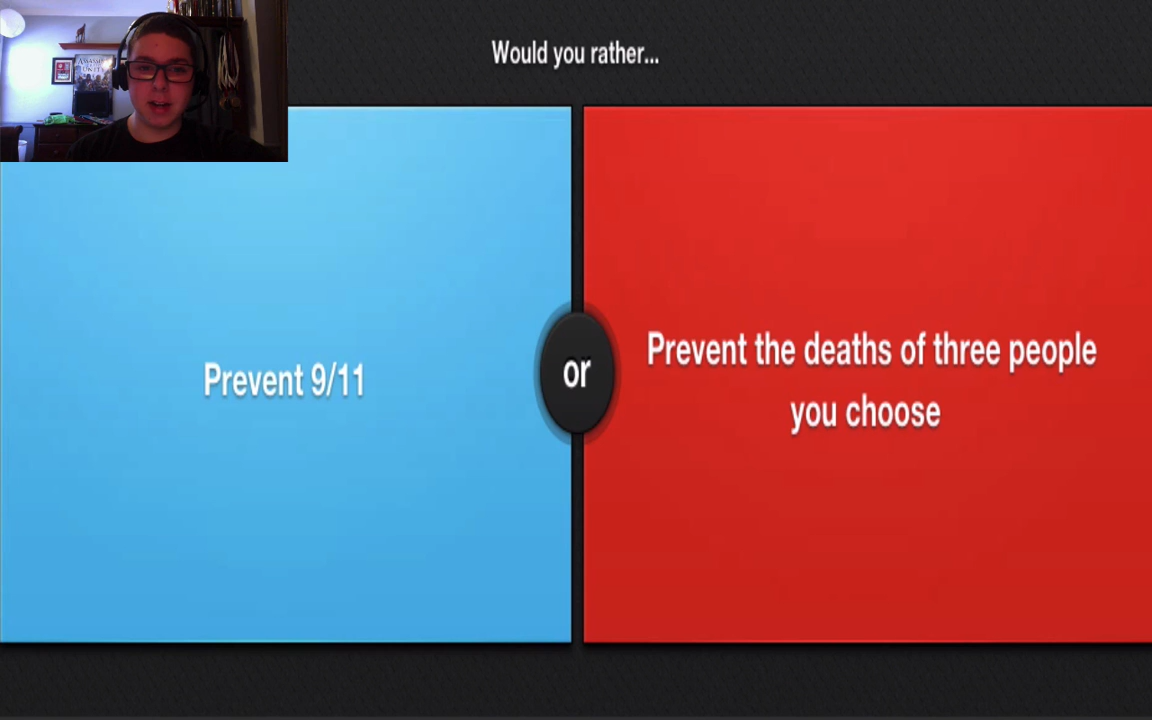 Would you rather...
Prevent 9/11
or
Prevent the deaths of three people
you choose